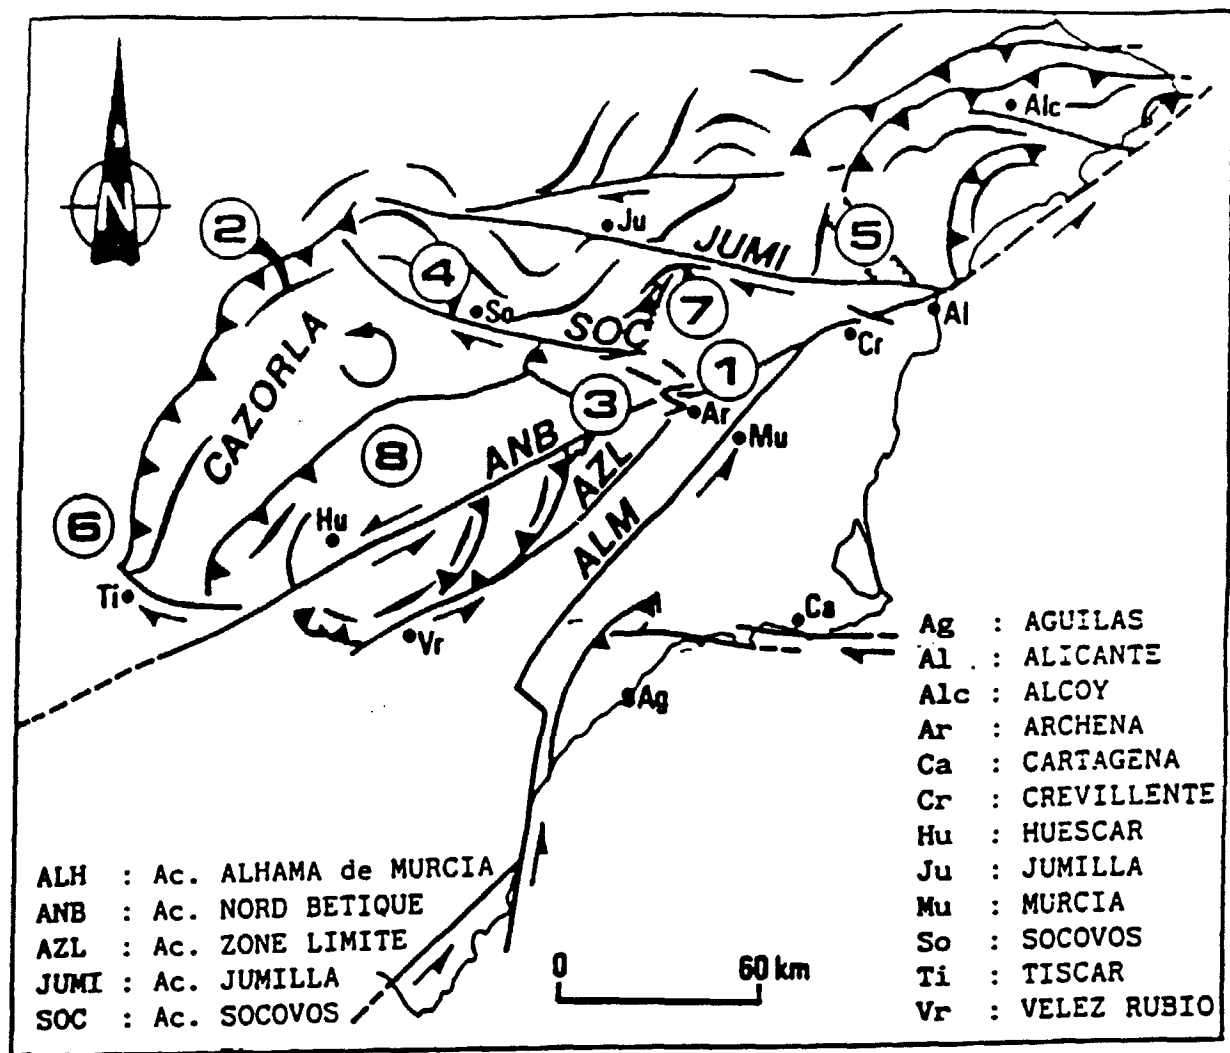 Alc
N
2
Ju
5
JUMI
4
So
7
SOC
Al
Cr
CAZORLA
1
3
Ar
Mu
ANB
8
AZL
6
Hu
ALM
Ti
Vr
Ca
Ag
Ag : AGUILAS
Al : ALICANTE
Alc : ALCOY
Ar : ARCHENA
Ca : CARTAGENA
Cr : CREVILLENTE
Hu : HUESCAR
Ju : JUMILLA
Mu : MURCIA
So : SOCOVOS
Ti : TISCAR
Vr : VELEZ RUBIO
ALH : Ac. ALHAMA de MURCIA
ANB : Ac. NORD BETIQUE
AZL : Ac. ZONE LIMITE
JUMI : Ac. JUMILLA
SOC : Ac. SOCOVOS
0 60 km